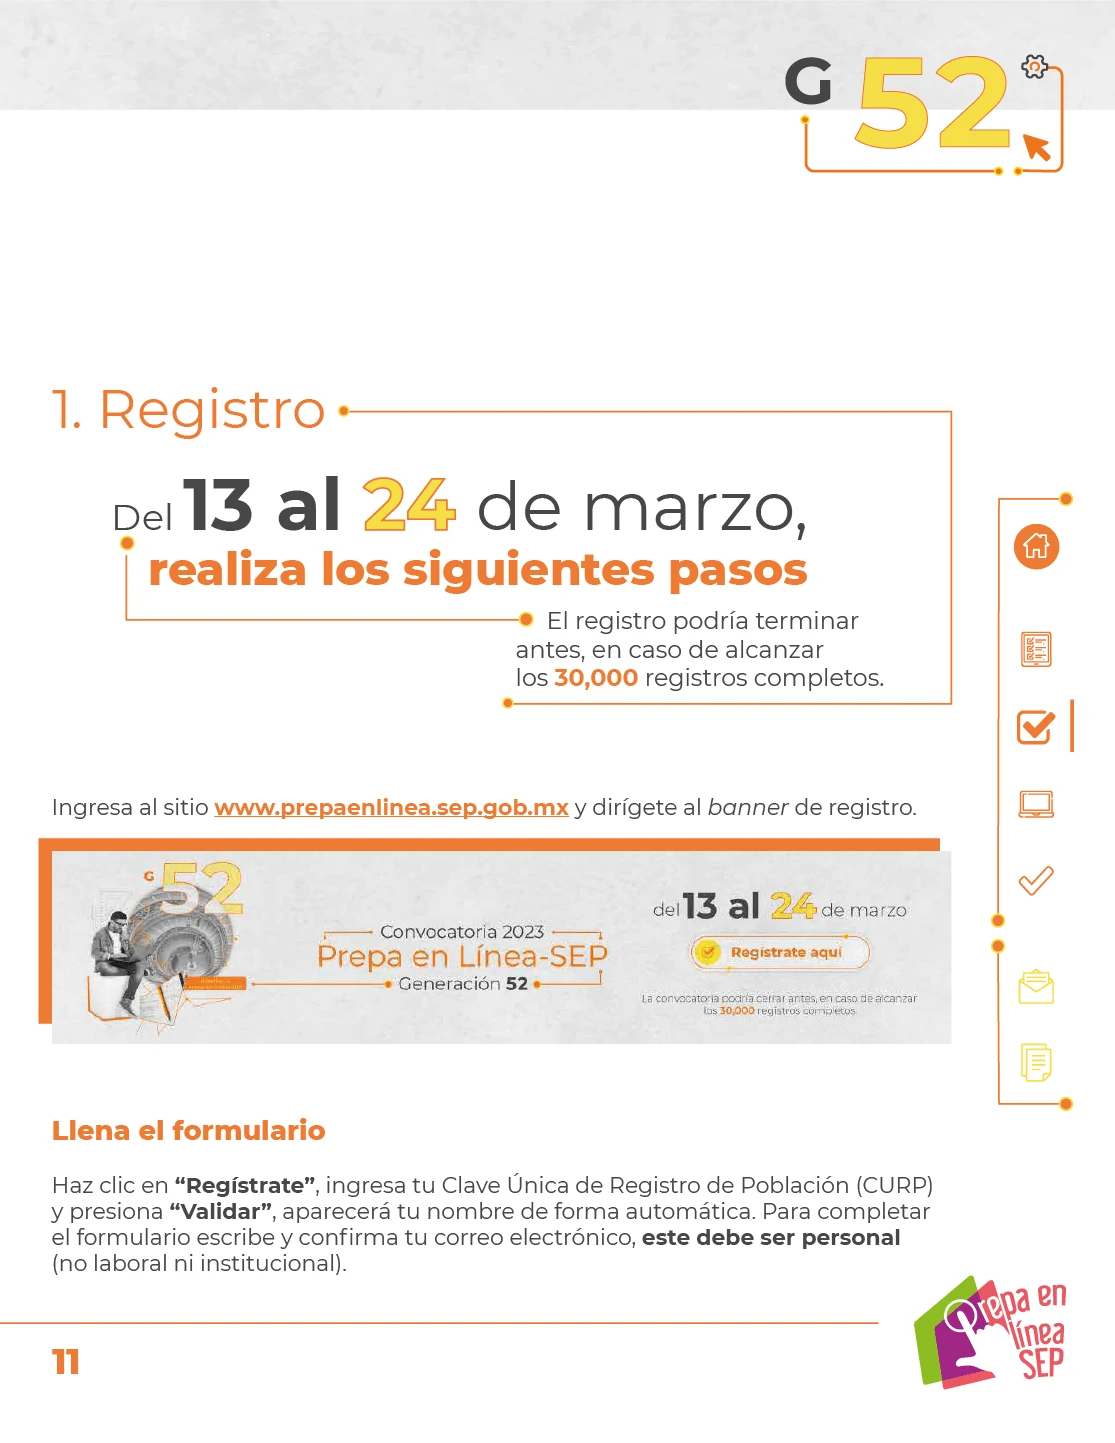 G 52
1. Registro
Del 13 al 24 de marzo,
realiza los siguientes pasos
El registro podría terminar
antes, en caso de alcanzar
los 30,000 registros completos.
Ingresa al sitio www.prepaenlinea.sep.gob.mx y dirígete al banner de registro.
G 52
Convocatoria 2023
Prepa en Línea-SEP
Generación 52
del 13 al 24 de marzo
Regístrate aquí
La convocatoria podría cerrar antes, en caso de alcanzar
los 30,000 registros completos.
Llena el formulario
Haz clic en “Regístrate”, ingresa tu Clave Única de Registro de Población (CURP)
y presiona “Validar”, aparecerá tu nombre de forma automática. Para completar
el formulario escribe y confirma tu correo electrónico, este debe ser personal
(no laboral ni institucional).
11
Prepa en
línea
SEP